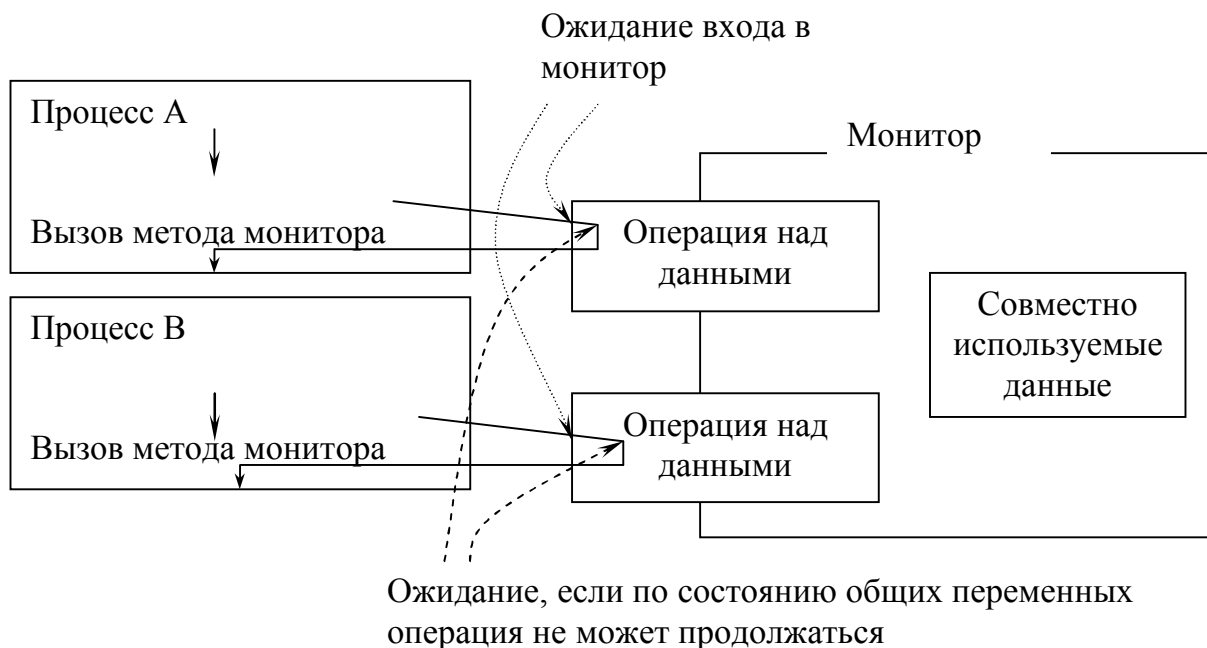 Ожидание входа в
монитор
Процесс А
Вызов метода монитора
Монитор
Операция над
данными
Совместно
используемые
данные
Процесс В
Вызов метода монитора
Операция над
данными
Ожидание, если по состоянию общих переменных
операция не может продолжаться